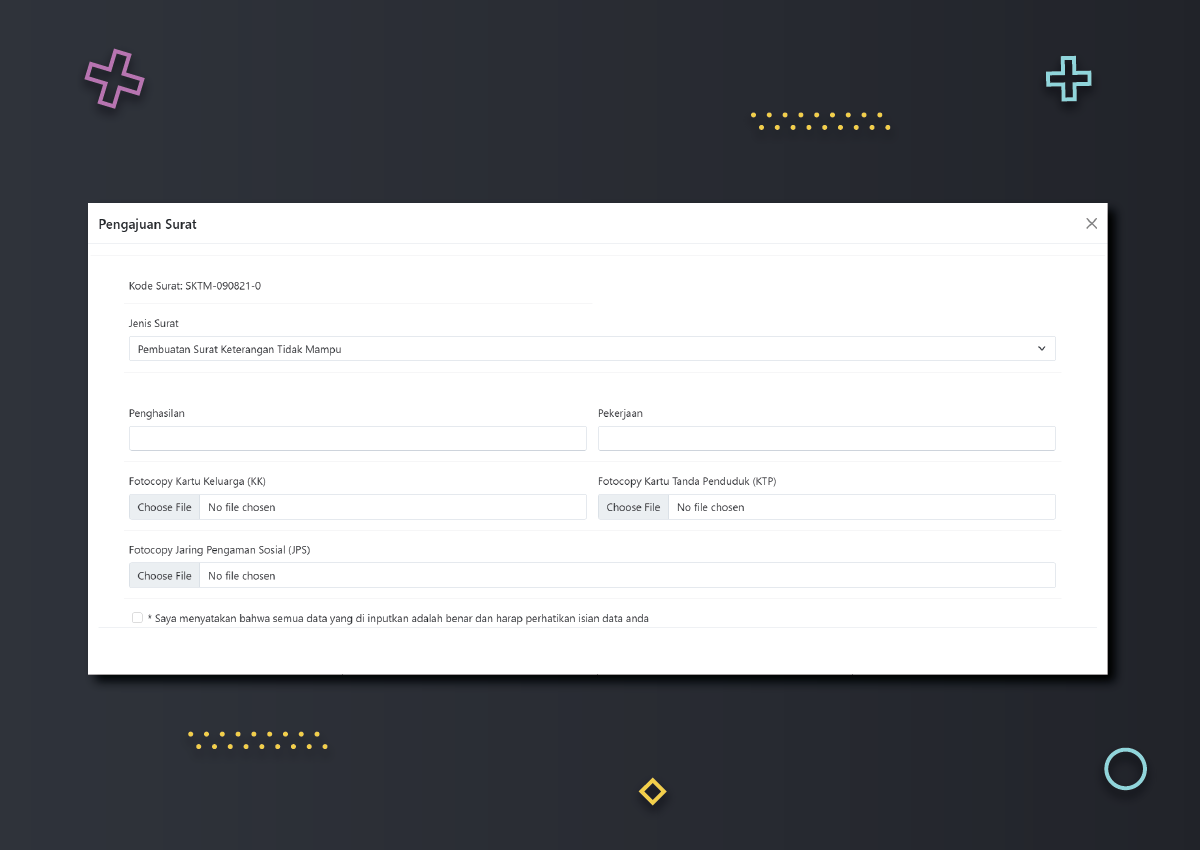 Pengajuan Surat
Kode Surat: SKTM-090821-0
Jenis Surat
Pembuatan Surat Keterangan Tidak Mampu
Penghasilan
Pekerjaan
Fotocopy Kartu Keluarga (KK)
Fotocopy Kartu Tanda Penduduk (KTP)
Choose File No file chosen
Choose File No file chosen
Fotocopy Jaring Pengaman Sosial (JPS)
Choose File No file chosen
* Saya menyatakan bahwa semua data yang di inputkan adalah benar dan harap perhatikan isian data anda